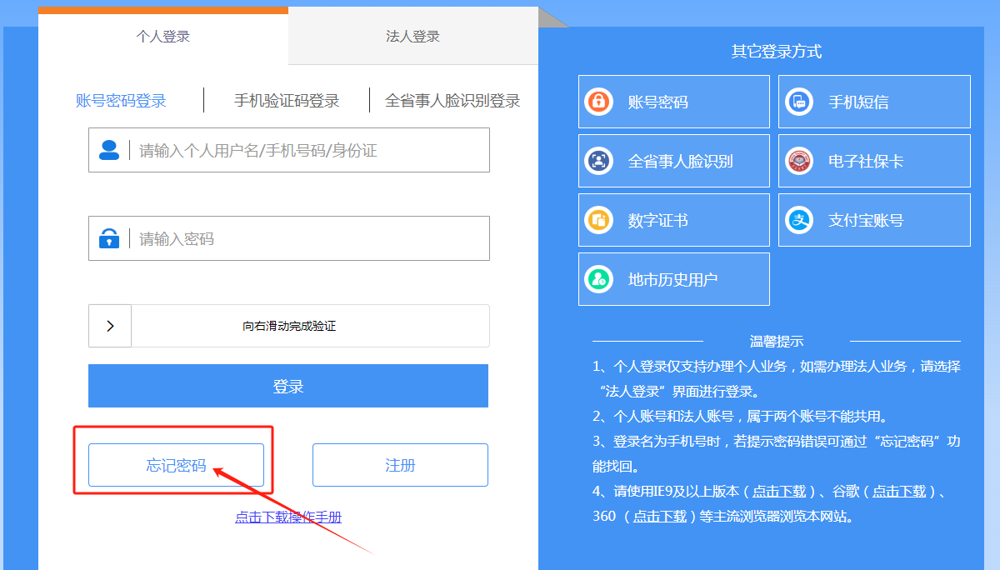 个人登录
法人登录
账号密码登录
手机验证码登录
全省事人脸识别登录
请输入个人用户名/手机号码/身份证
请输入密码
向右滑动完成验证
登录
忘记密码
注册
点击下载操作手册
其它登录方式
账号密码
手机短信
全省事人脸识别
电子社保卡
数字证书
支付宝账号
地市历史用户
温馨提示
1、个人登录仅支持办理个人业务，如需办理法人业务，请选择
“法人登录”界面进行登录。
2、个人账号和法人账号，属于两个账号不能共用。
3、登录名为手机号时，若提示密码错误可通过“忘记密码”功
能找回。
4、请使用IE9及以上版本（点击下载）、谷歌（点击下载）、
360（点击下载）等主流浏览器浏览本网站。